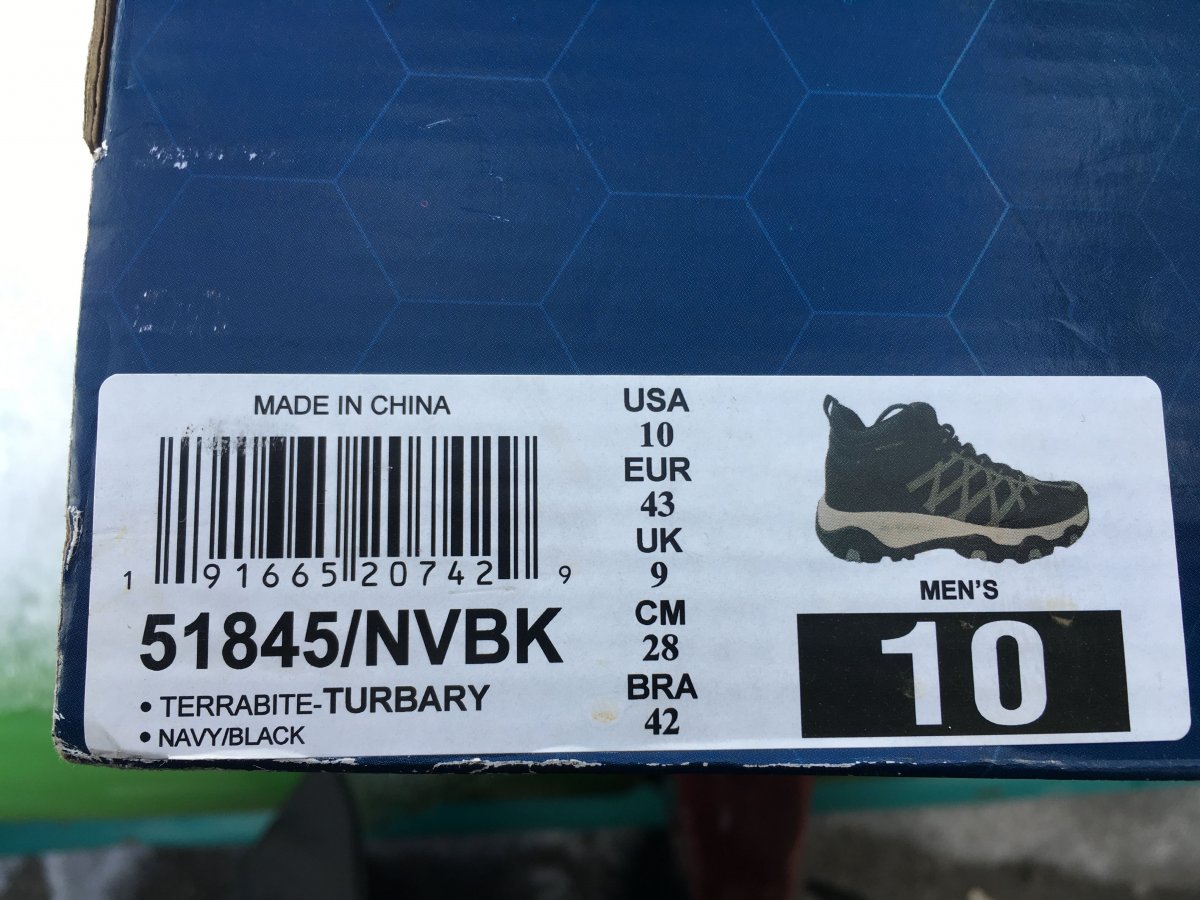 MADE IN CHINA
1 91665 20742 9
51845/NVBK
• TERRABITE-TURBARY
• NAVY/BLACK
USA
10
EUR
43
UK
9
CM
28
BRA
42
MEN'S
10